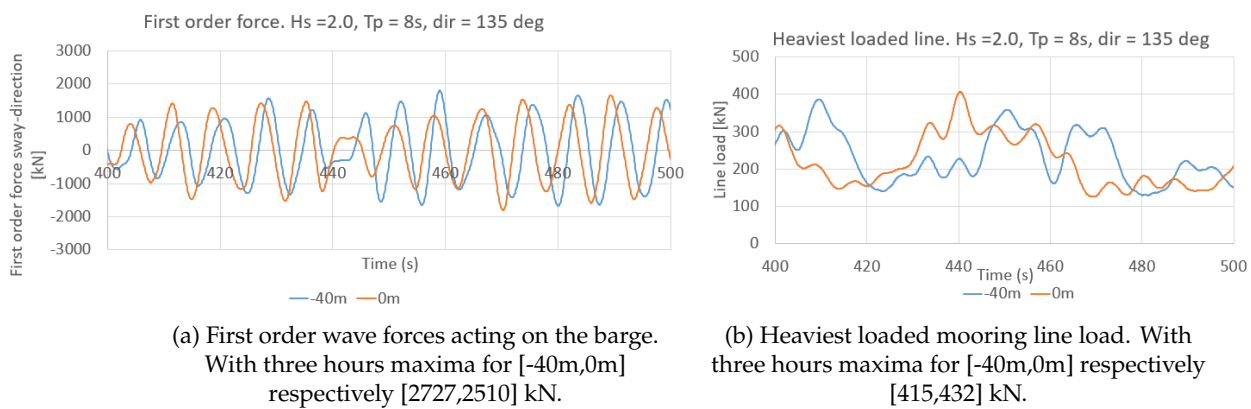 First order force. Hs =2.0, Tp = 8s, dir = 135 deg
First order force sway-direction
[kN]
3000
2000
1000
0
-1000
-2000
-3000
400
420
440
460
480
500
Time (s)
-40m
0m
(a) First order wave forces acting on the barge.
With three hours maxima for [-40m,0m]
respectively [2727,2510] kN.
Heaviest loaded line. Hs =2.0, Tp = 8s, dir = 135 deg
Line load [kN]
500
400
300
200
100
0
400
420
440
460
480
500
Time (s)
-40m
0m
(b) Heaviest loaded mooring line load. With
three hours maxima for [-40m,0m] respectively
[415,432] kN.